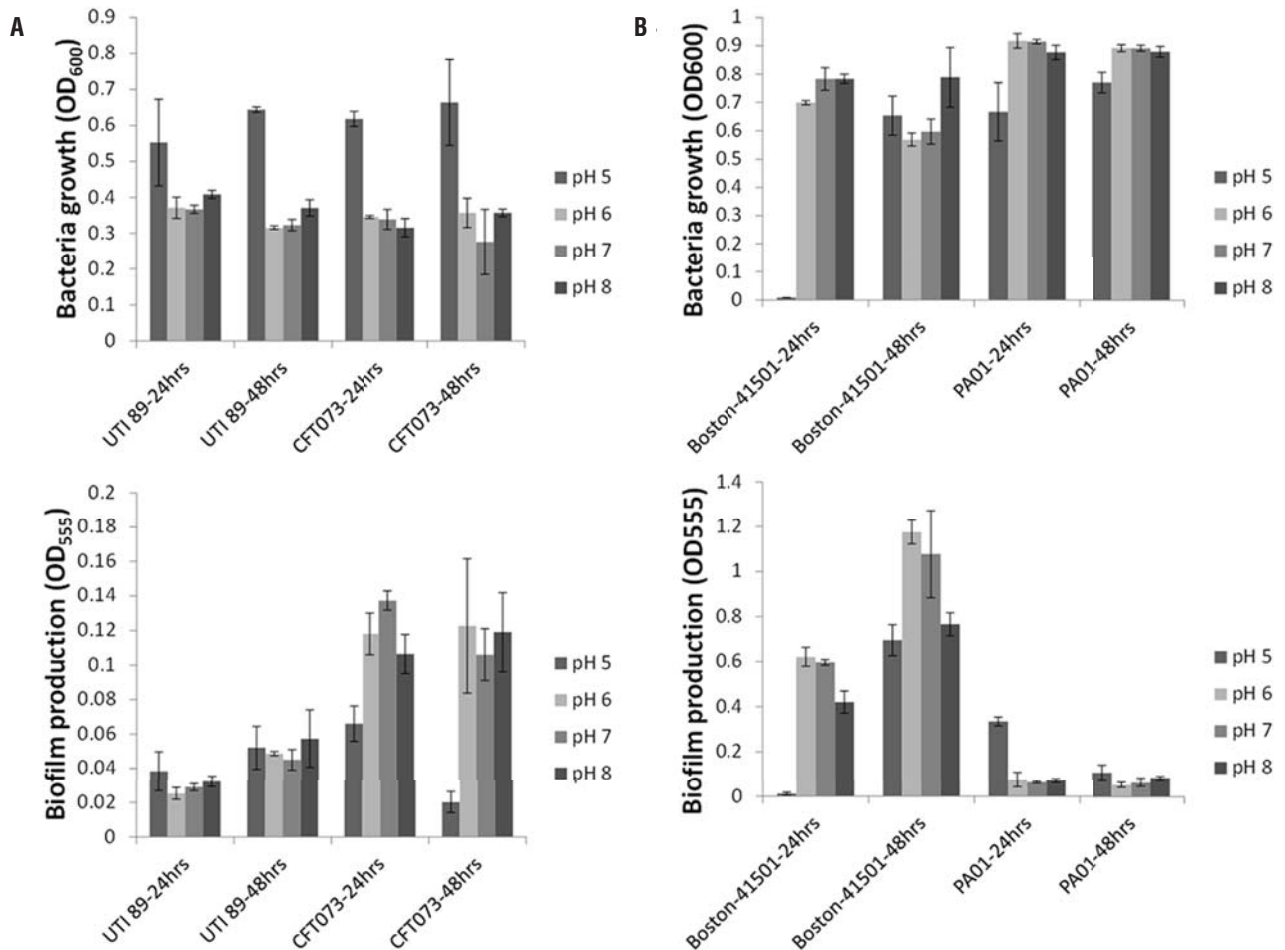 A
Bacteria growth (OD600)
0.9
0.8
0.7
0.6
0.5
0.4
0.3
0.2
0.1
0
UTI 89-24hrs
UTI 89-48hrs
CFT073-24hrs
CFT073-48hrs
pH 5
pH 6
pH 7
pH 8
B
Bacteria growth (OD600)
1
0.9
0.8
0.7
0.6
0.5
0.4
0.3
0.2
0.1
0
Boston-41501-24hrs
Boston-41501-48hrs
PA01-24hrs
PA01-48hrs
pH 5
pH 6
pH 7
pH 8
Biofilm production (OD555)
0.2
0.18
0.16
0.14
0.12
0.1
0.08
0.06
0.04
0.02
0
UTI 89-24hrs
UTI 89-48hrs
CFT073-24hrs
CFT073-48hrs
pH 5
pH 6
pH 7
pH 8
Biofilm production (OD555)
1.4
1.2
1
0.8
0.6
0.4
0.2
0
Boston-41501-24hrs
Boston-41501-48hrs
PA01-24hrs
PA01-48hrs
pH 5
pH 6
pH 7
pH 8